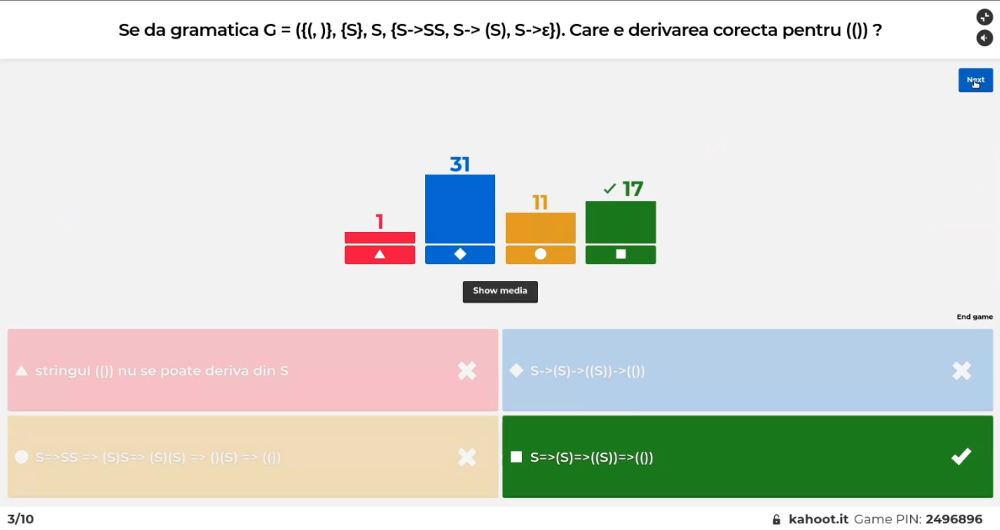 Se da gramatica G = ({(, )}, {S}, S, {S->SS, S-> (S), S->ε}). Care e derivarea corecta pentru (()) ?
Next
1
31
11
17
Show media
End game
stringul (()) nu se poate deriva din S
S->(S)->((S))->(())
S=>SS => (S)S=> (S)(S) => ()(S) => (())
S=>(S)=>((S))=>(())
3/10
kahoot.it Game PIN: 2496896